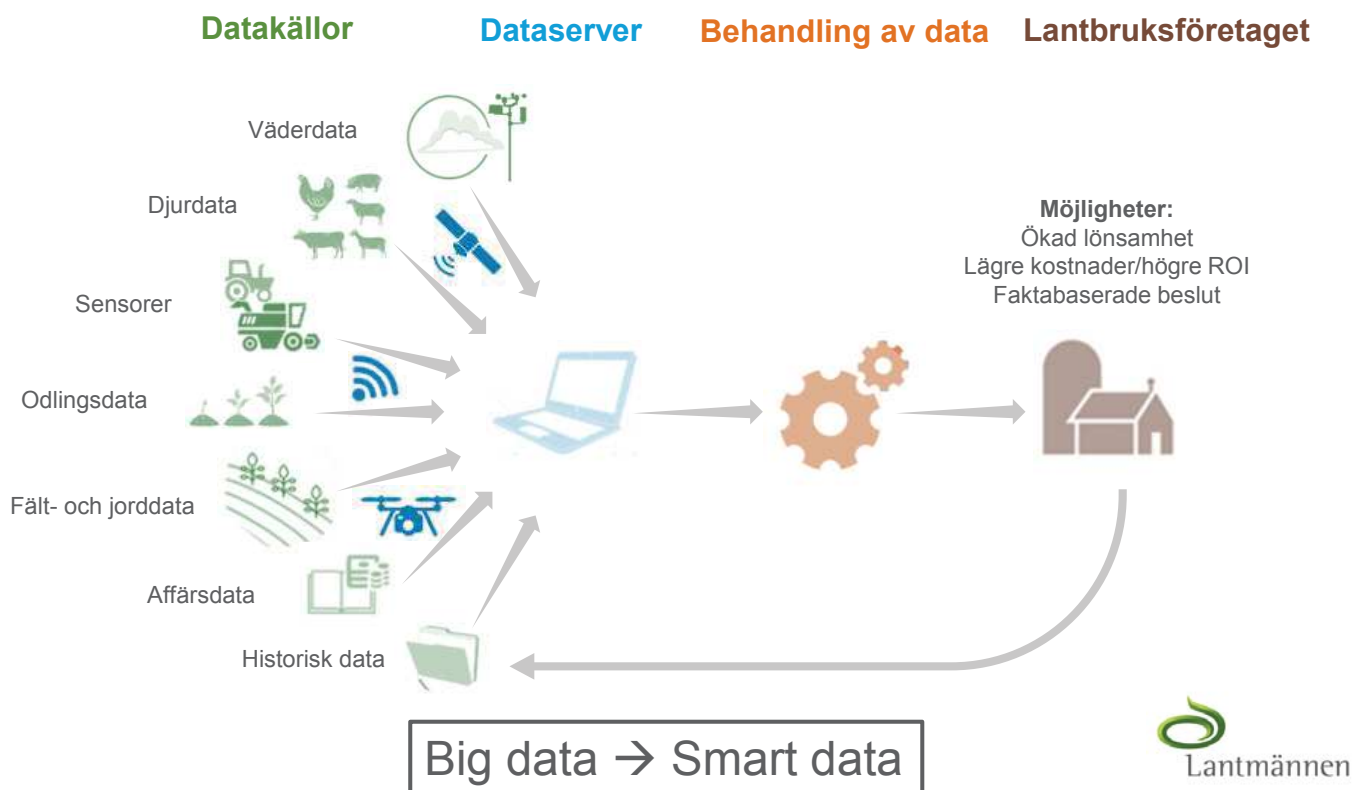 Datakällor
Dataserver
Behandling av data
Lantbruksföretaget
Väderdata
Djurdata
Sensorer
Odlingsdata
Fält- och jorddata
Affärsdata
Historisk data
Möjligheter:
Ökad lönsamhet
Lägre kostnader/högre ROI
Faktabaserade beslut
Big data → Smart data
Lantmännen